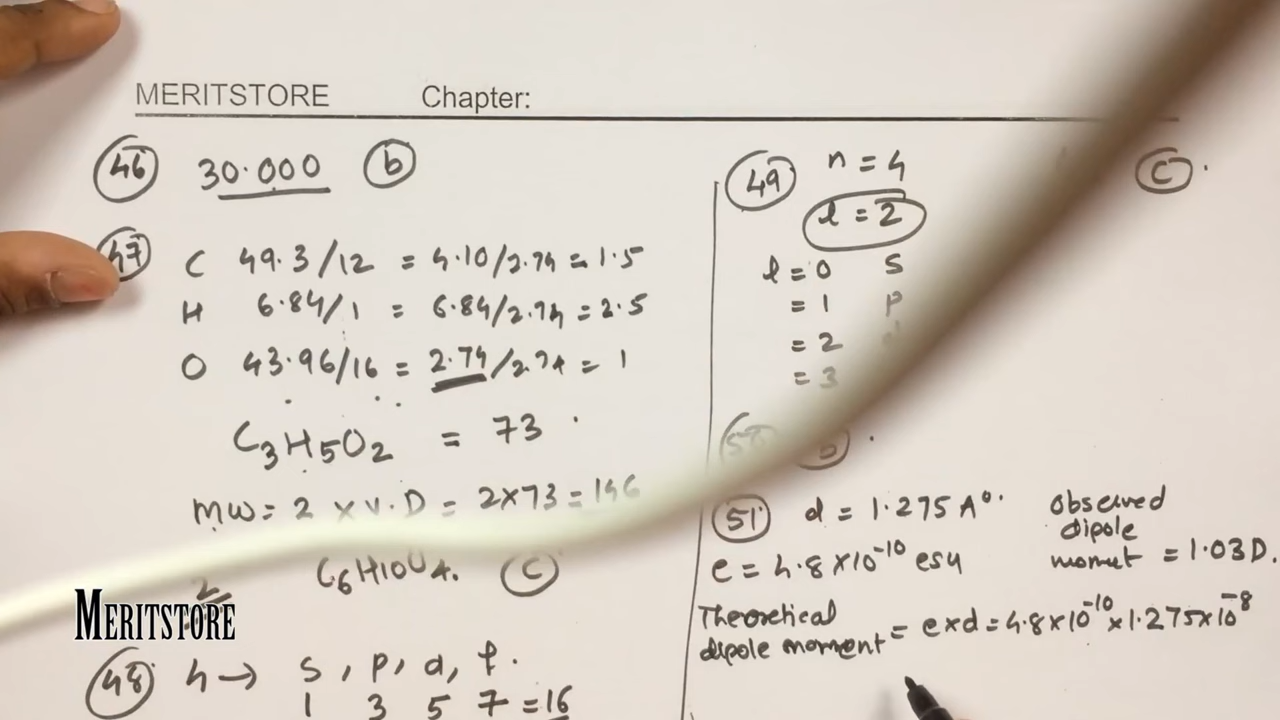 MERITSTORE Chapter:
46 30.000 b
47 C 49.3/12 = 4.10/2.74 = 1.5
H 6.84/1 = 6.84/2.74 = 2.5
O 43.96/16 = 2.74/2.74 = 1
C3H5O2 = 73
MW = 2 x V.D = 2x73 = 146
C6H10O4. C
MERITSTORE
48 4 → s, p, d, f.
1 3 5 7 = 16
49 n = 4 C.
l = 2
l = 0 s
= 1 p
= 2
= 3
b
51 d = 1.275 A°. observed
dipole
e = 4.8x10-10 esu moment = 1.03D.
Theoretical
dipole moment = exd = 4.8x10-10x1.275x10-8